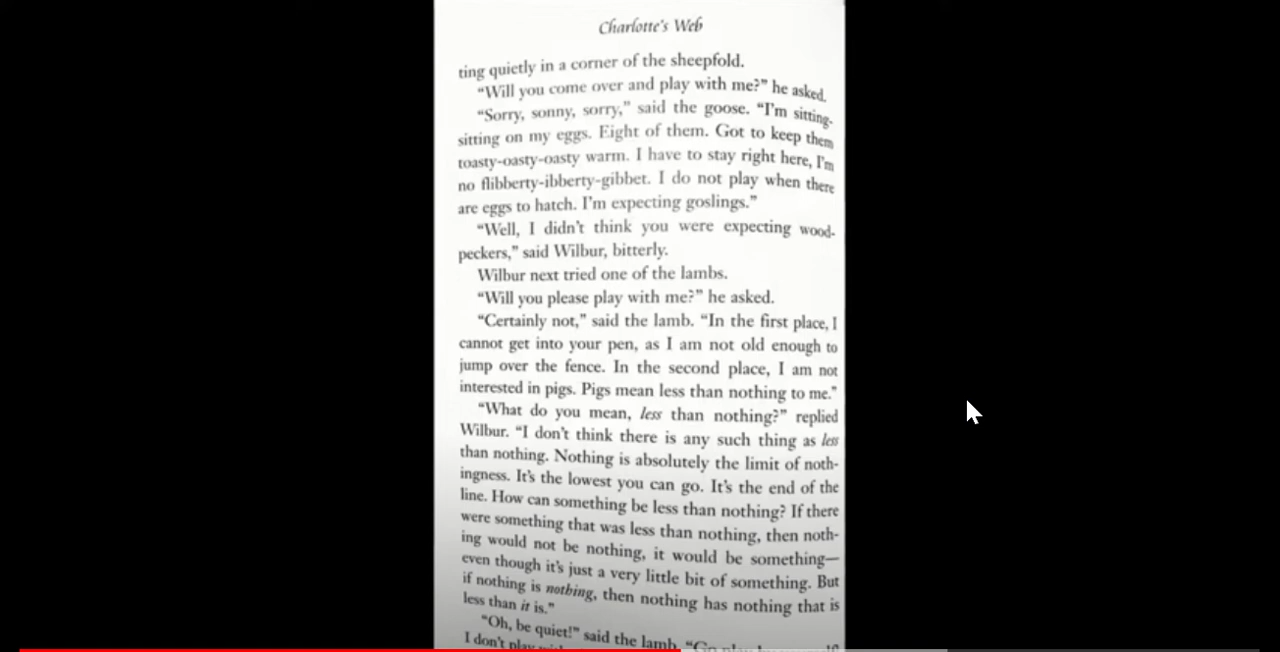 Charlotte's Web
ting quietly in a corner of the sheepfold.
“Will you come over and play with me?” he asked.
“Sorry, sonny, sorry,” said the goose. “I'm sitting-
sitting on my eggs. Eight of them. Got to keep them
toasty-oasty-oasty warm. I have to stay right here, I'm
no flibberty-ibberty-gibbet. I do not play when there
are eggs to hatch. I'm expecting goslings.”
“Well, I didn't think you were expecting wood-
peckers,” said Wilbur, bitterly.
Wilbur next tried one of the lambs.
“Will you please play with me?” he asked.
“Certainly not,” said the lamb. “In the first place, I
cannot get into your pen, as I am not old enough to
jump over the fence. In the second place, I am not
interested in pigs. Pigs mean less than nothing to me.”
“What do you mean, less than nothing?” replied
Wilbur. “I don't think there is any such thing as less
than nothing. Nothing is absolutely the limit of noth-
ingness. It's the lowest you can go. It's the end of the
line. How can something be less than nothing? If there
were something that was less than nothing, then noth-
ing would not be nothing, it would be something—
even though it's just a very little bit of something. But
if nothing is nothing, then nothing has nothing that is
less than it is.”
“Oh, be quiet!” said the lamb. “Go
I don't play